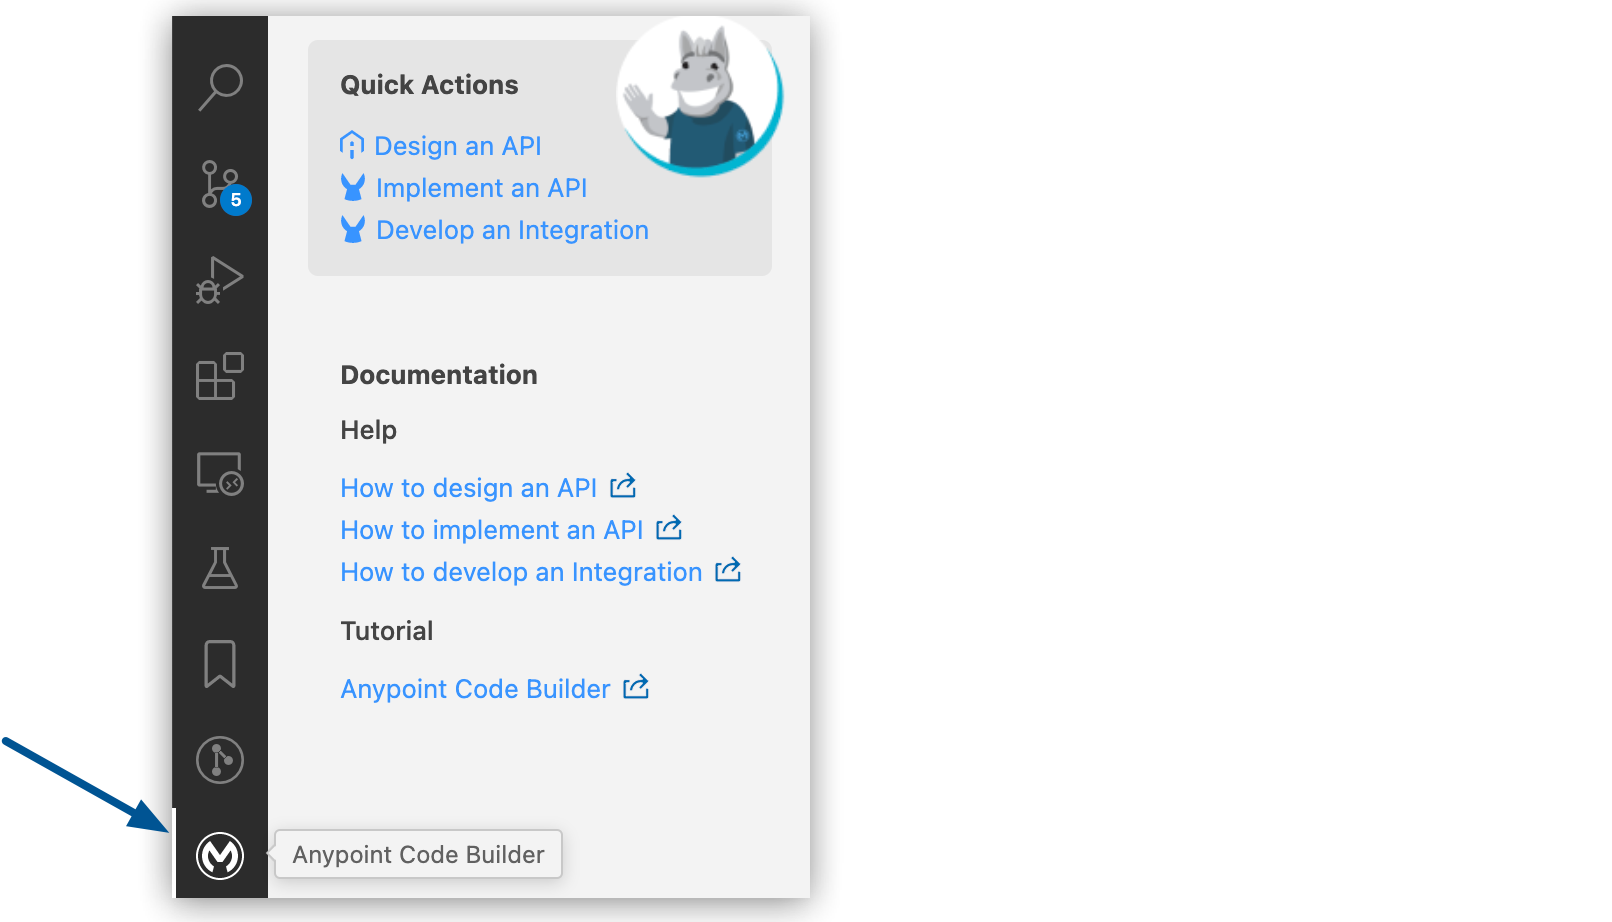 Quick Actions
Design an API
Implement an API
Develop an Integration
5
Documentation
Help
How to design an API
How to implement an API
How to develop an Integration
Tutorial
Anypoint Code Builder
Anypoint Code Builder